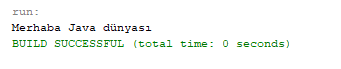 run:
Merhaba Java dünyası
BUILD SUCCESSFUL (total time: 0 seconds)